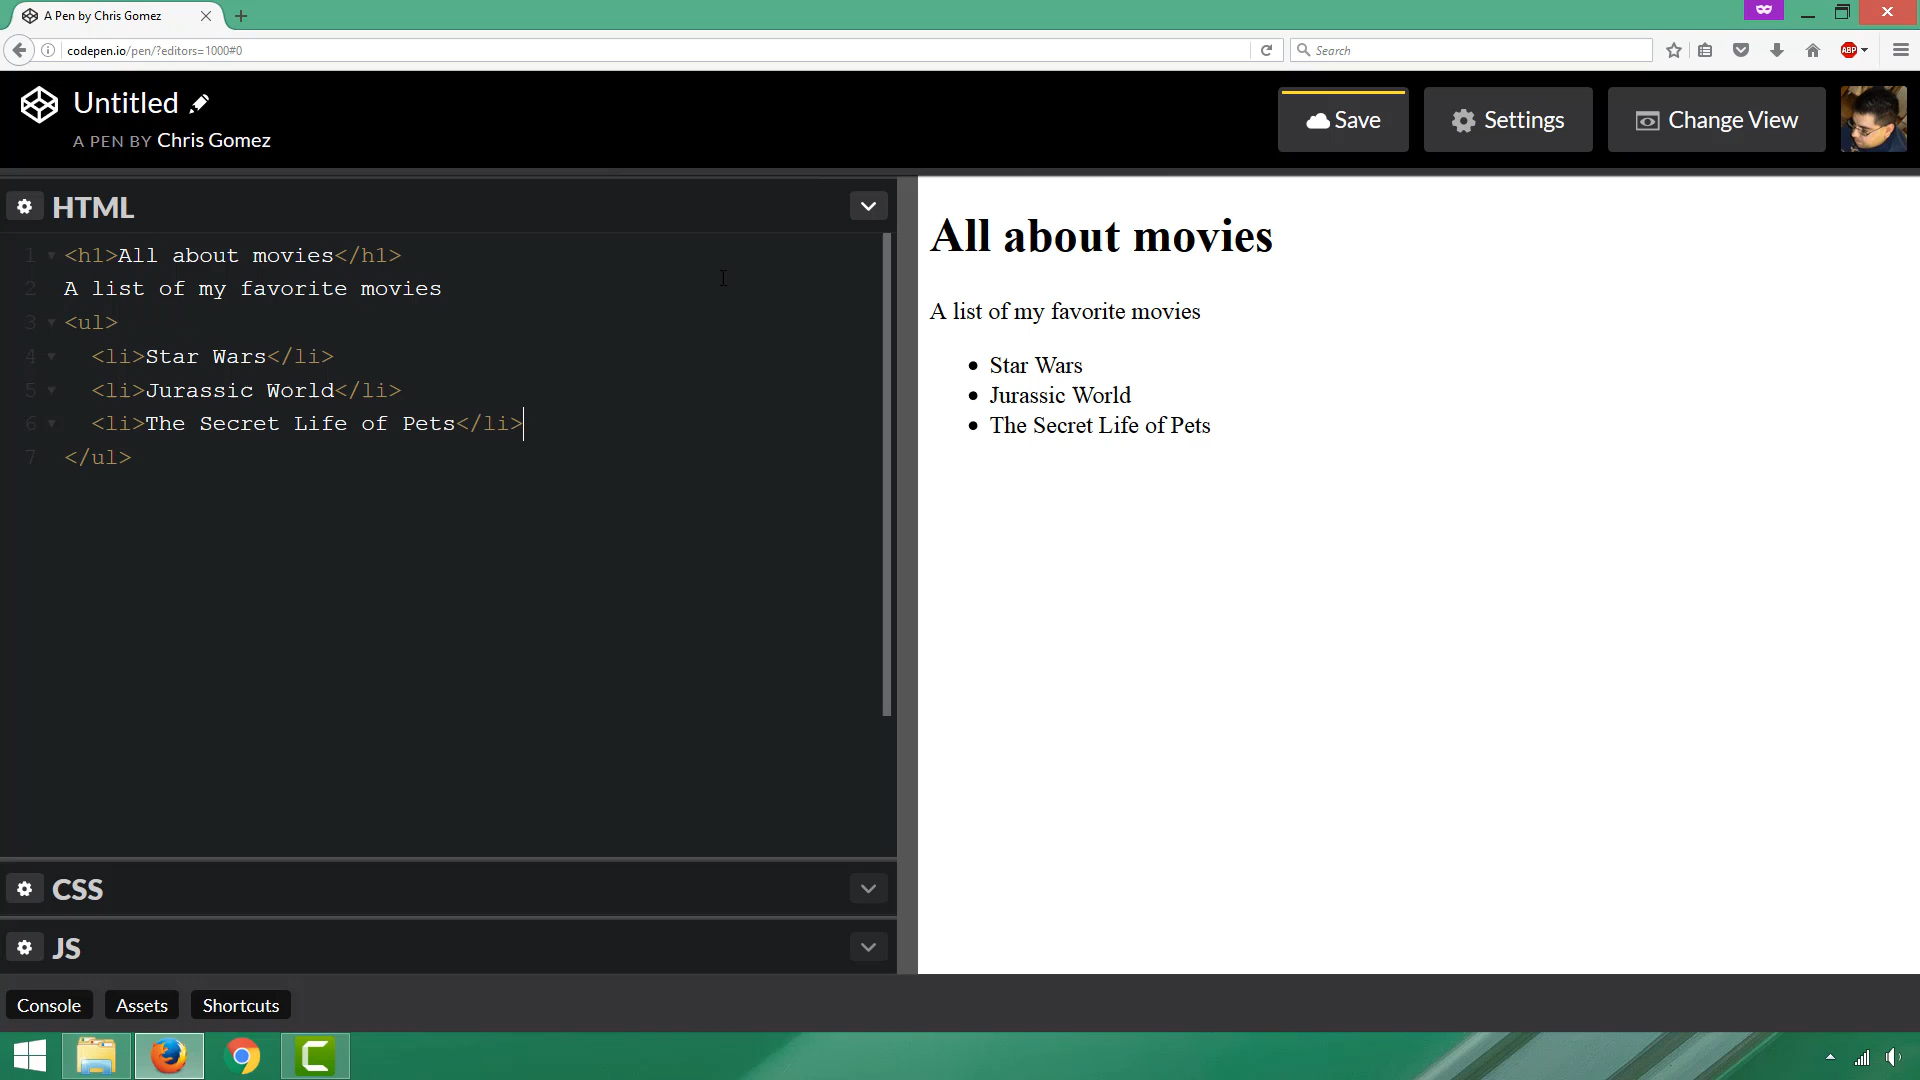 A Pen by Chris Gomez
codepen.io/pen/?editors=1000#0
Search
ABP
Untitled
A PEN BY Chris Gomez
Save
Settings
Change View
HTML
1 <h1>All about movies</h1>
2 A list of my favorite movies
3 <ul>
4 <li>Star Wars</li>
5 <li>Jurassic World</li>
6 <li>The Secret Life of Pets</li>
7 </ul>
All about movies
A list of my favorite movies
• Star Wars
• Jurassic World
• The Secret Life of Pets
CSS
JS
Console
Assets
Shortcuts